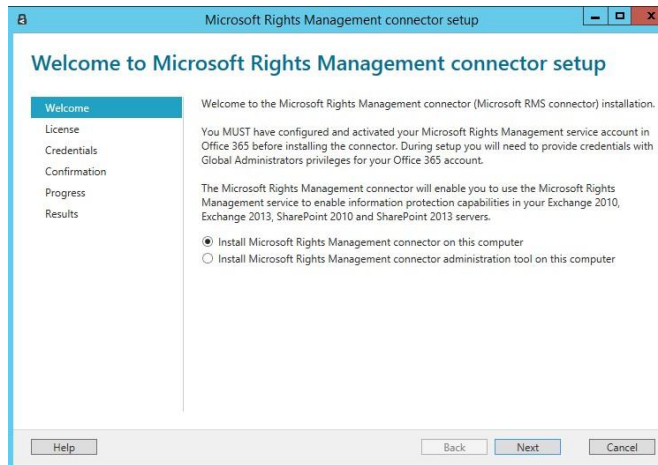 Microsoft Rights Management connector setup
Welcome to Microsoft Rights Management connector setup
Welcome
License
Credentials
Confirmation
Progress
Results
Welcome to the Microsoft Rights Management connector (Microsoft RMS connector) installation.
You MUST have configured and activated your Microsoft Rights Management service account in
Office 365 before installing the connector. During setup you will need to provide credentials with
Global Administrators privileges for your Office 365 account.
The Microsoft Rights Management connector will enable you to use the Microsoft Rights
Management service to enable information protection capabilities in your Exchange 2010,
Exchange 2013, SharePoint 2010 and SharePoint 2013 servers.
Install Microsoft Rights Management connector on this computer
Install Microsoft Rights Management connector administration tool on this computer
Help
Back
Next
Cancel